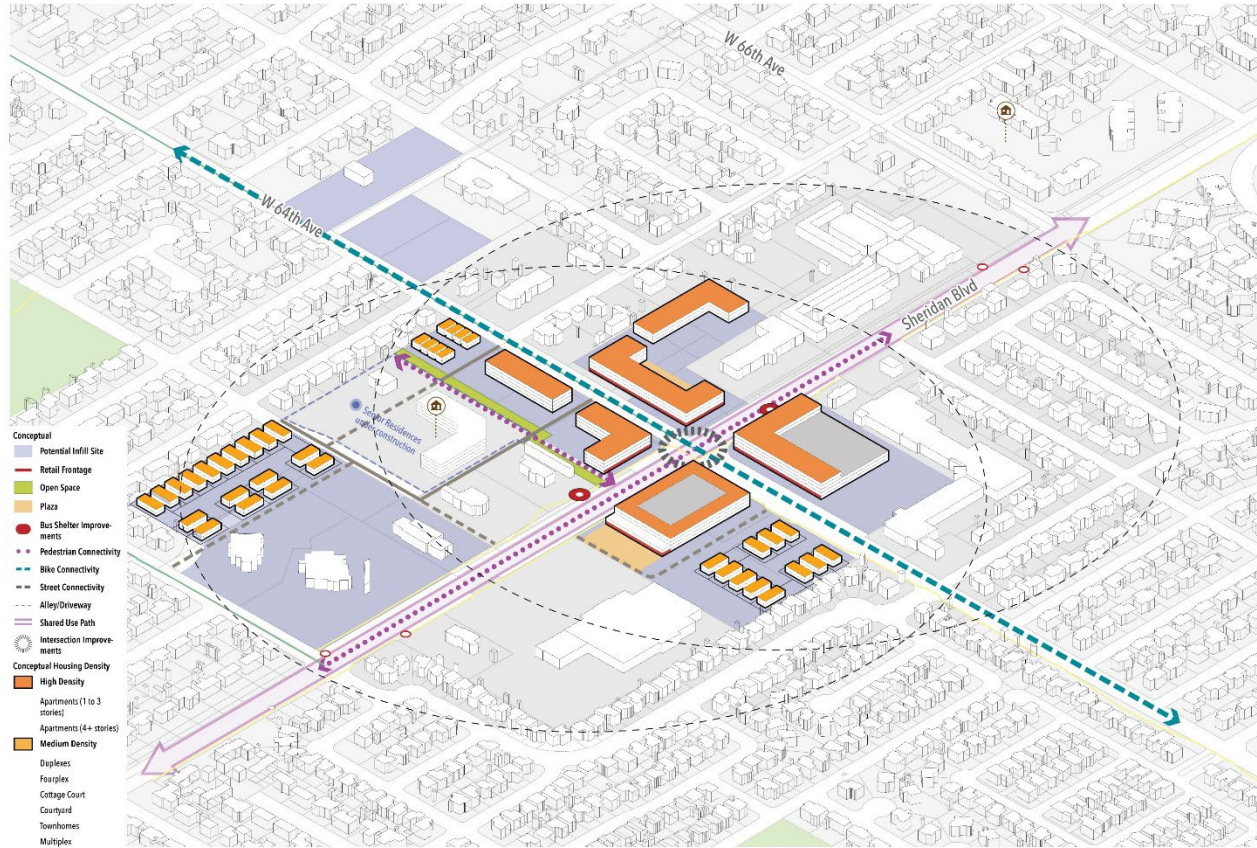 W 66th Ave
W 64th Ave
Sheridan Blvd
Senior Residences
under construction
Conceptual
Potential Infill Site
Retail Frontage
Open Space
Plaza
Bus Shelter Improve-
ments
Pedestrian Connectivity
Bike Connectivity
Street Connectivity
Alley/Driveway
Shared Use Path
Intersection Improve-
ments
Conceptual Housing Density
High Density
Apartments (1 to 3
stories)
Apartments (4+ stories)
Medium Density
Duplexes
Fourplex
Cottage Court
Courtyard
Townhomes
Multiplex